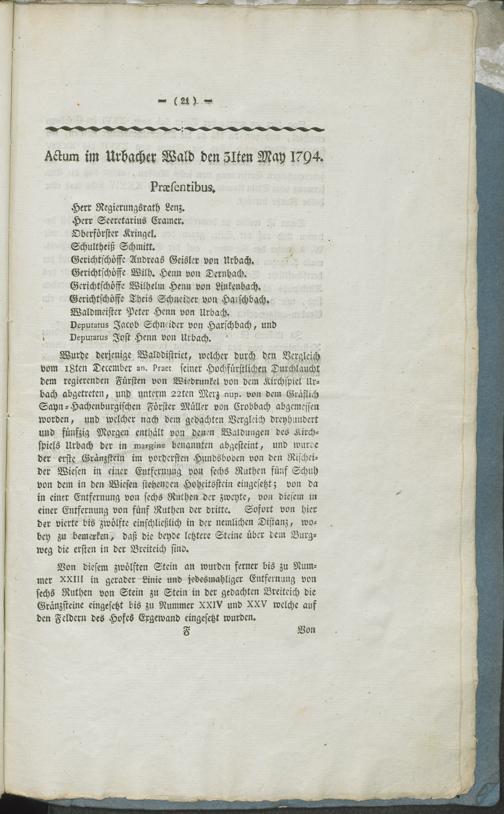 — ( 21 ) —
Actum im Urbacher Wald den 31ten May 1794.
Præsentibus.
Herr Regierungsrath Lenz.
Herr Secretarius Cramer.
Oberförster Kringel.
Schultheiß Schmitt.
Gerichtschöffe Andreas Geisler von Urbach.
Gerichtschöffe Wilh. Henn von Dernbach.
Gerichtschöffe Wilhelm Henn von Linkenbach.
Gerichtschöffe Theis Schneider von Harschbach.
Waldmeister Peter Henn von Urbach.
Deputatus Jacob Schneider von Harschbach, und
Deputatus Jost Henn von Urbach.
Wurde derjenige Walddistrict, welcher durch den Vergleich
vom 18ten December an. Praet seiner Hochfürstlichen Durchlaucht
dem regierenden Fürsten von Wiedrunkel von dem Kirchspiel Ur-
bach abgetreten, und unterm 22ten Merz nup. von dem Gräflich
Sayn-Hachenburgischen Förster Müller von Crobbach abgemessen
worden, und welcher nach dem gedachten Vergleich dreyhundert
und fünfzig Morgen enthält von denen Waldungen des Kirch-
spiels Urbach der in margine benannten abgesteint, und wurde
der erste Gränzstein im vordersten Hundsboden von den Rischei-
der Wiesen in einer Entfernung von sechs Ruthen fünf Schuh
von dem in den Wiesen stehenden Hoheitsstein eingesetzt; von da
in einer Entfernung von sechs Ruthen der zweyte, von diesem in
einer Entfernung von fünf Ruthen der dritte. Sofort von hier
der vierte bis zwölfte einschließlich in der nemlichen Distanz, wo-
bey zu bemerken, daß die beyde letztere Steine über dem Burg-
weg die ersten in der Breiteich sind.
Von diesem zwölften Stein an wurden ferner bis zu Num-
mer XXIII in gerader Linie und jedesmahliger Entfernung von
sechs Ruthen von Stein zu Stein in der gedachten Breiteich die
Gränzsteine eingesetzt bis zu Nummer XXIV und XXV welche auf
den Feldern des Hofes Ergewand eingesetzt wurden.
F Von